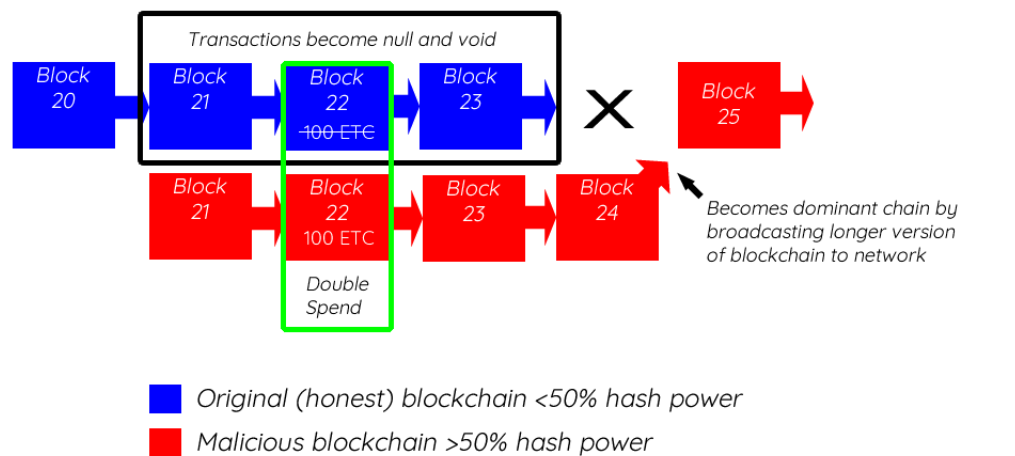 Transactions become null and void
Block
20
Block
21
Block
22
100 ETC
Block
23
Block
25
Block
21
Block
22
100 ETC
Block
23
Block
24
Becomes dominant chain by
broadcasting longer version
of blockchain to network
Double
Spend
Original (honest) blockchain <50% hash power
Malicious blockchain >50% hash power